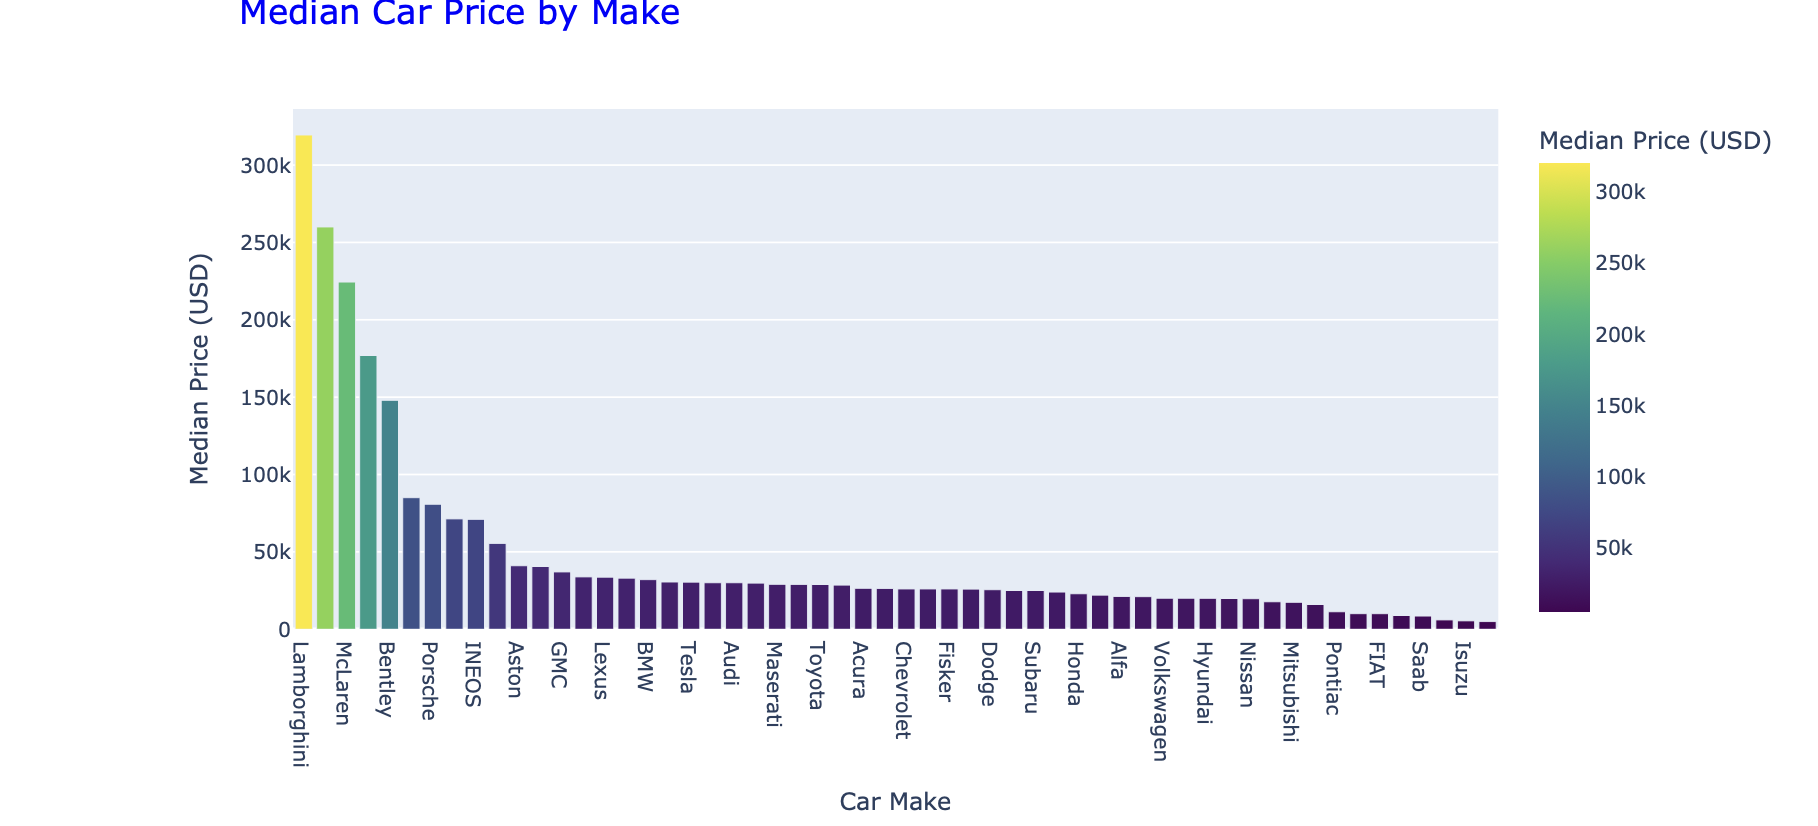 Median Car Price by Make
Median Price (USD)
300k
250k
200k
150k
100k
50k
0
Lamborghini
McLaren
Bentley
Porsche
INEOS
Aston
GMC
Lexus
BMW
Tesla
Audi
Maserati
Toyota
Acura
Chevrolet
Fisker
Dodge
Subaru
Honda
Alfa
Volkswagen
Hyundai
Nissan
Mitsubishi
Pontiac
FIAT
Saab
Isuzu
Car Make
Median Price (USD)
300k
250k
200k
150k
100k
50k